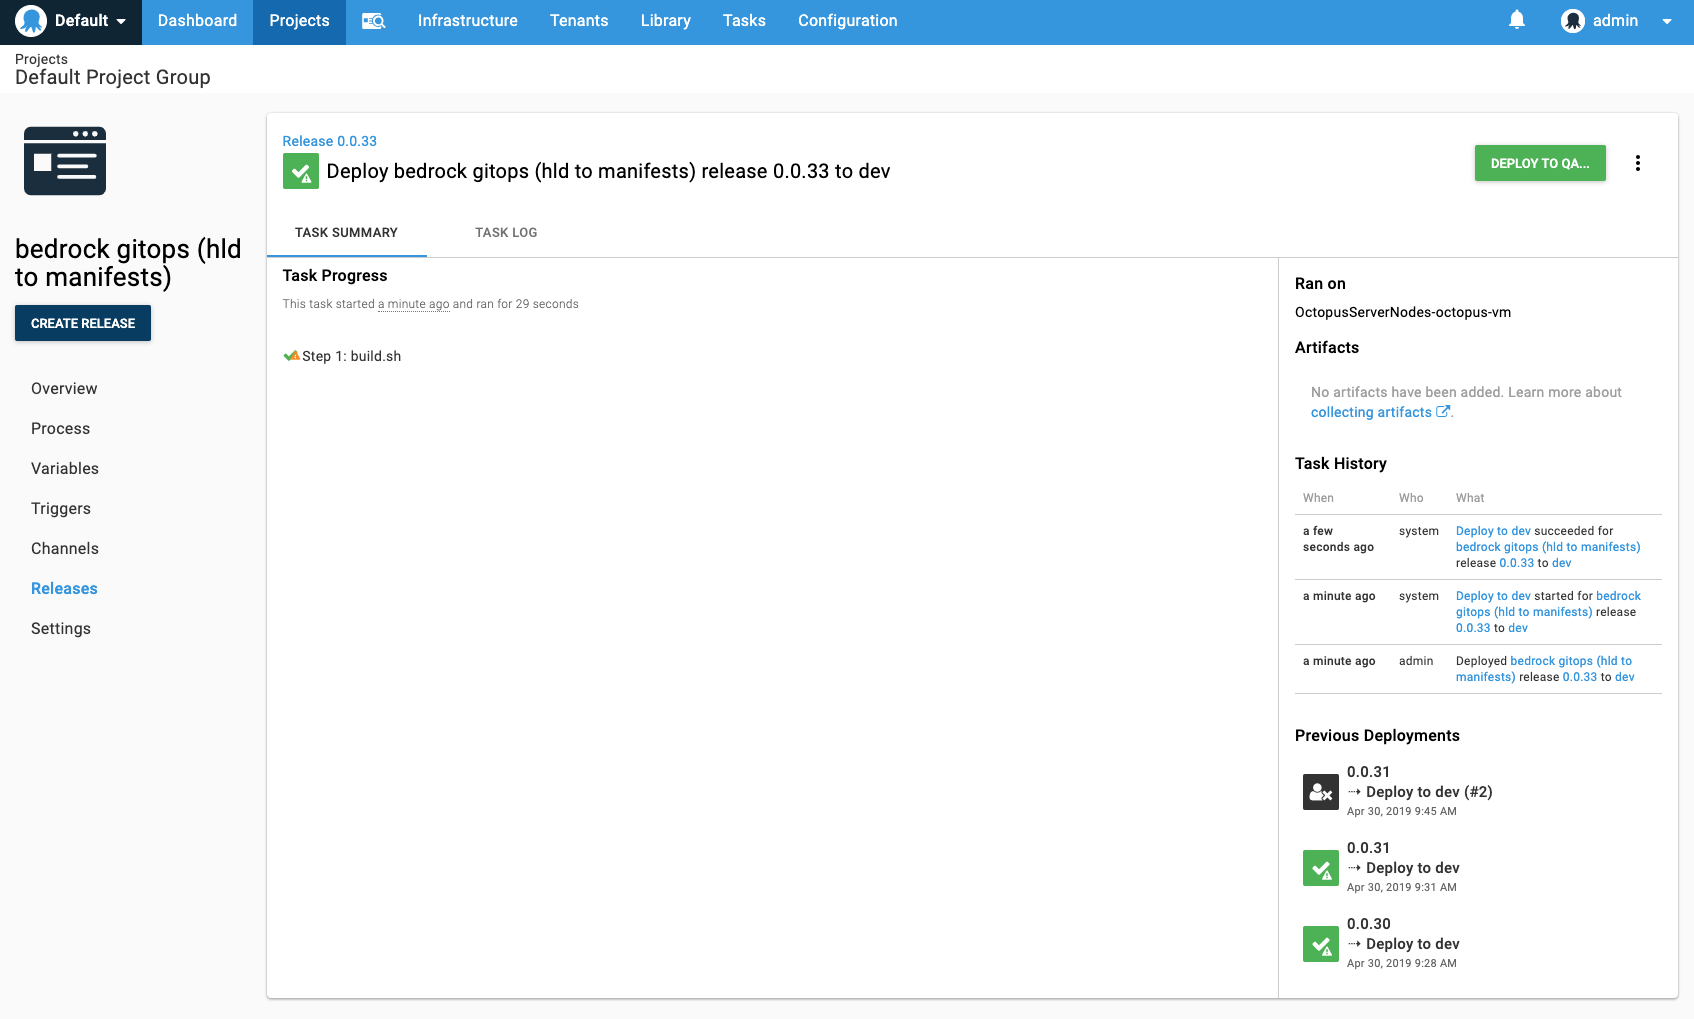 Default
Dashboard
Projects
Infrastructure
Tenants
Library
Tasks
Configuration
admin
Projects
Default Project Group
bedrock gitops (hld
to manifests)
CREATE RELEASE
Overview
Process
Variables
Triggers
Channels
Releases
Settings
Release 0.0.33
Deploy bedrock gitops (hld to manifests) release 0.0.33 to dev
DEPLOY TO QA...
TASK SUMMARY
TASK LOG
Task Progress
This task started a minute ago and ran for 29 seconds
Step 1: build.sh
Ran on
OctopusServerNodes-octopus-vm
Artifacts
No artifacts have been added. Learn more about
collecting artifacts.
Task History
When Who What
a few
seconds ago
system
Deploy to dev succeeded for
bedrock gitops (hld to manifests)
release 0.0.33 to dev
a minute ago
system
Deploy to dev started for bedrock
gitops (hld to manifests) release
0.0.33 to dev
a minute ago
admin
Deployed bedrock gitops (hld to
manifests) release 0.0.33 to dev
Previous Deployments
0.0.31
⇢ Deploy to dev (#2)
Apr 30, 2019 9:45 AM
0.0.31
⇢ Deploy to dev
Apr 30, 2019 9:31 AM
0.0.30
⇢ Deploy to dev
Apr 30, 2019 9:28 AM